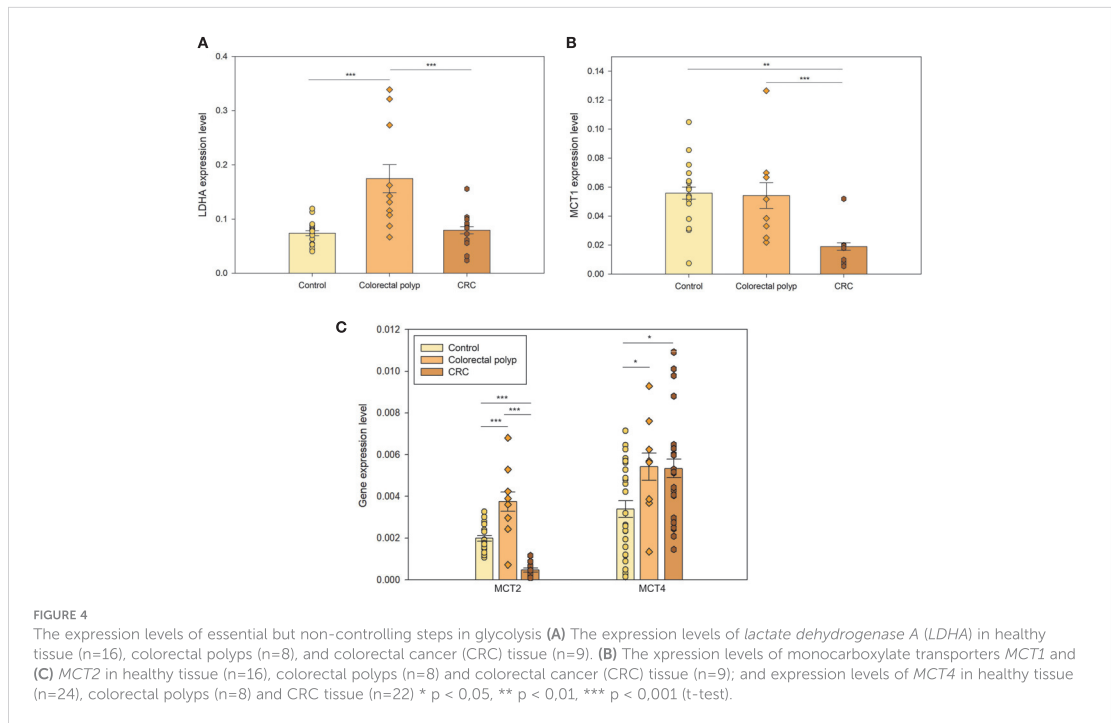 A
0.4
***
***
0.3
0.2
0.1
0.0
LDHA expression level
Control
Colorectal polyp
CRC
B
0.14
**
***
0.12
0.10
0.08
0.06
0.04
0.02
0.00
MCT1 expression level
Control
Colorectal polyp
CRC
C
0.012
Control
Colorectal polyp
CRC
*
*
***
***
***
0.010
0.008
0.006
0.004
0.002
0.000
Gene expression level
MCT2
MCT4
FIGURE 4
The expression levels of essential but non-controlling steps in glycolysis (A) The expression levels of lactate dehydrogenase A (LDHA) in healthy
tissue (n=16), colorectal polyps (n=8), and colorectal cancer (CRC) tissue (n=9). (B) The xpression levels of monocarboxylate transporters MCT1 and
(C) MCT2 in healthy tissue (n=16), colorectal polyps (n=8) and colorectal cancer (CRC) tissue (n=9); and expression levels of MCT4 in healthy tissue
(n=24), colorectal polyps (n=8) and CRC tissue (n=22) * p < 0,05, ** p < 0,01, *** p < 0,001 (t-test).